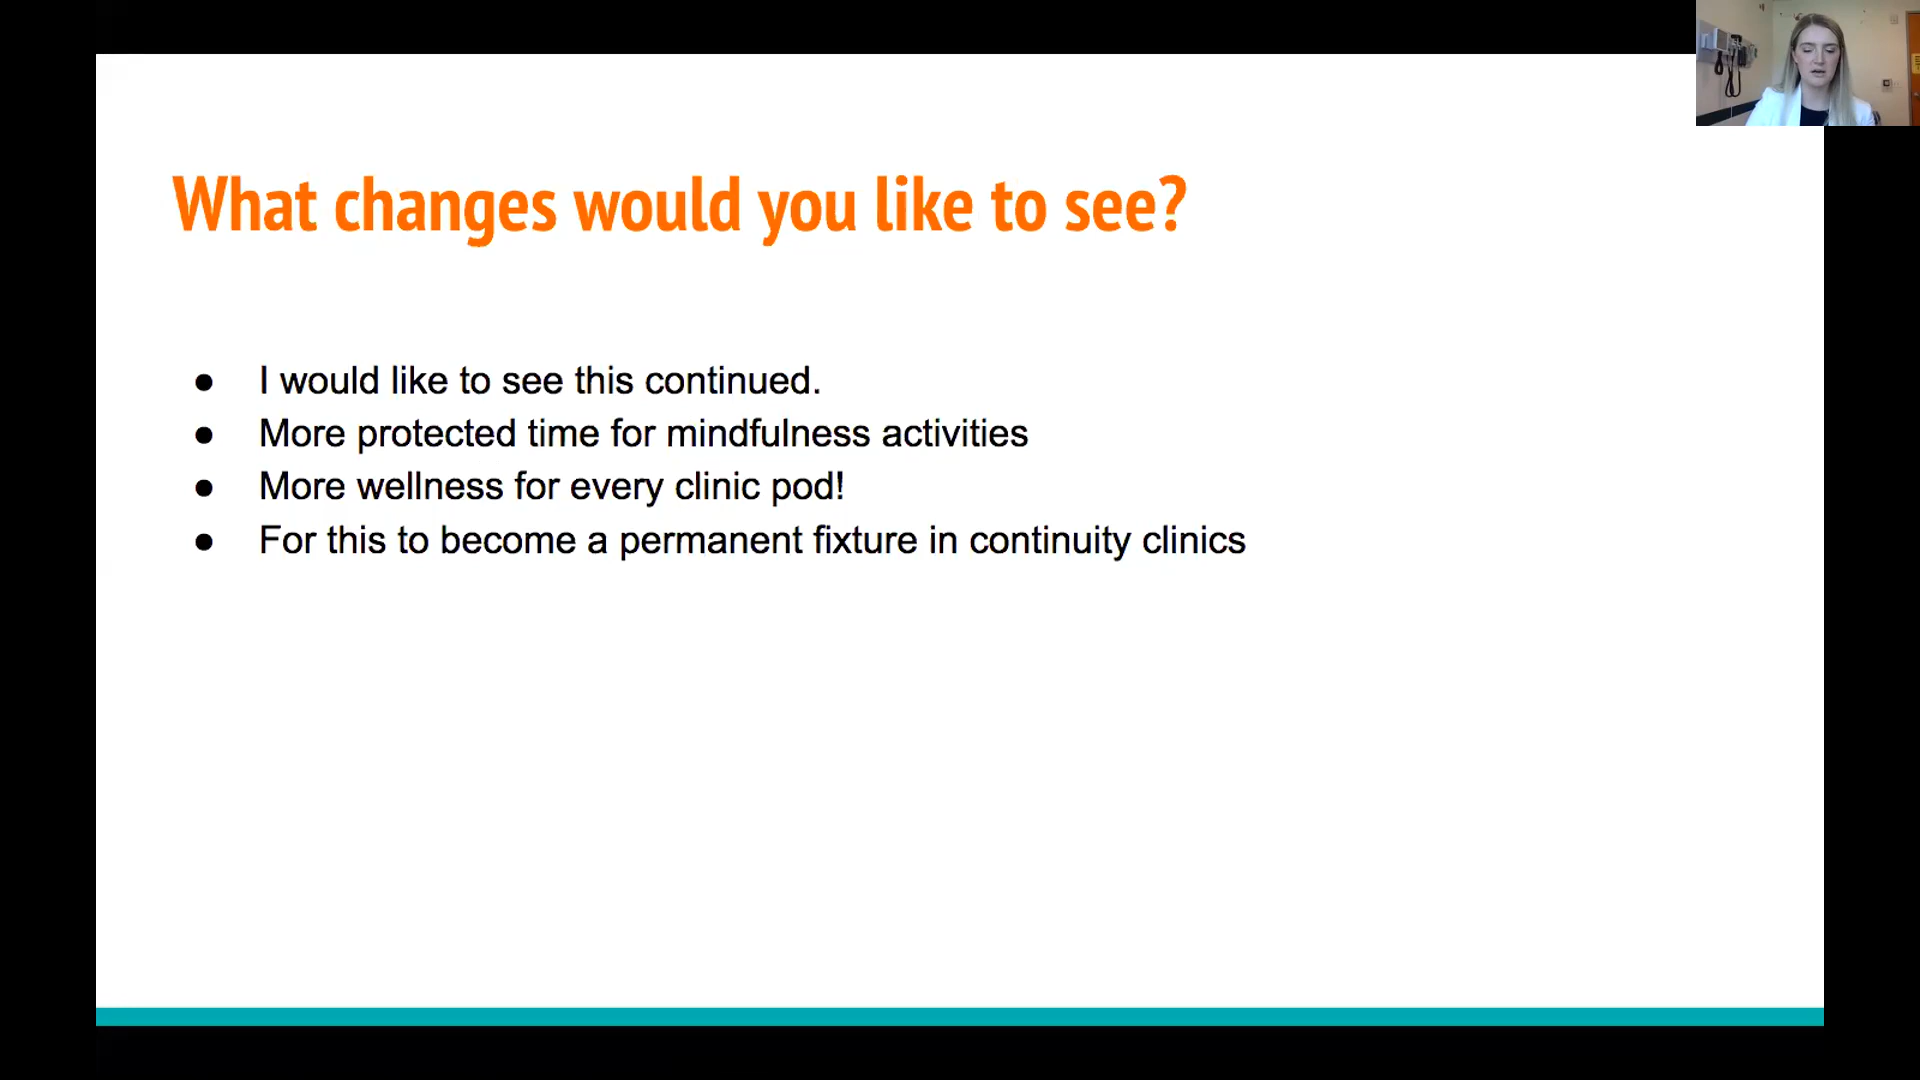 What changes would you like to see?
● I would like to see this continued.
● More protected time for mindfulness activities
● More wellness for every clinic pod!
● For this to become a permanent fixture in continuity clinics